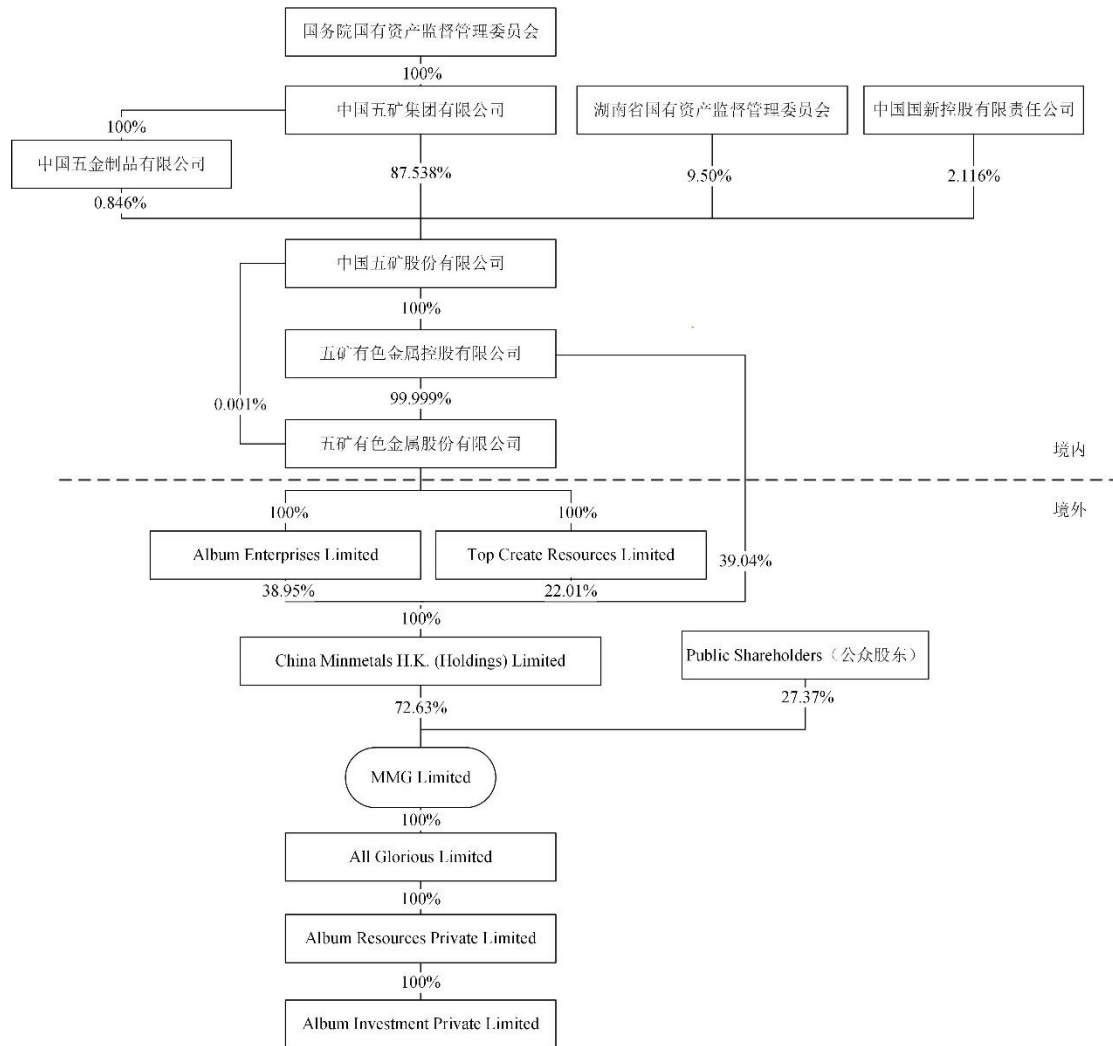 国务院国有资产监督管理委员会
100%
中国五矿集团有限公司
湖南省国有资产监督管理委员会
中国国新控股有限责任公司
100%
中国五金制品有限公司
87.538%
9.50%
2.116%
0.846%
中国五矿股份有限公司
100%
五矿有色金属控股有限公司
99.999%
0.001%
五矿有色金属股份有限公司
境内
境外
100%
100%
Album Enterprises Limited
Top Create Resources Limited
39.04%
38.95%
22.01%
100%
China Minmetals H.K. (Holdings) Limited
Public Shareholders（公众股东）
72.63%
27.37%
MMG Limited
100%
All Glorious Limited
100%
Album Resources Private Limited
100%
Album Investment Private Limited